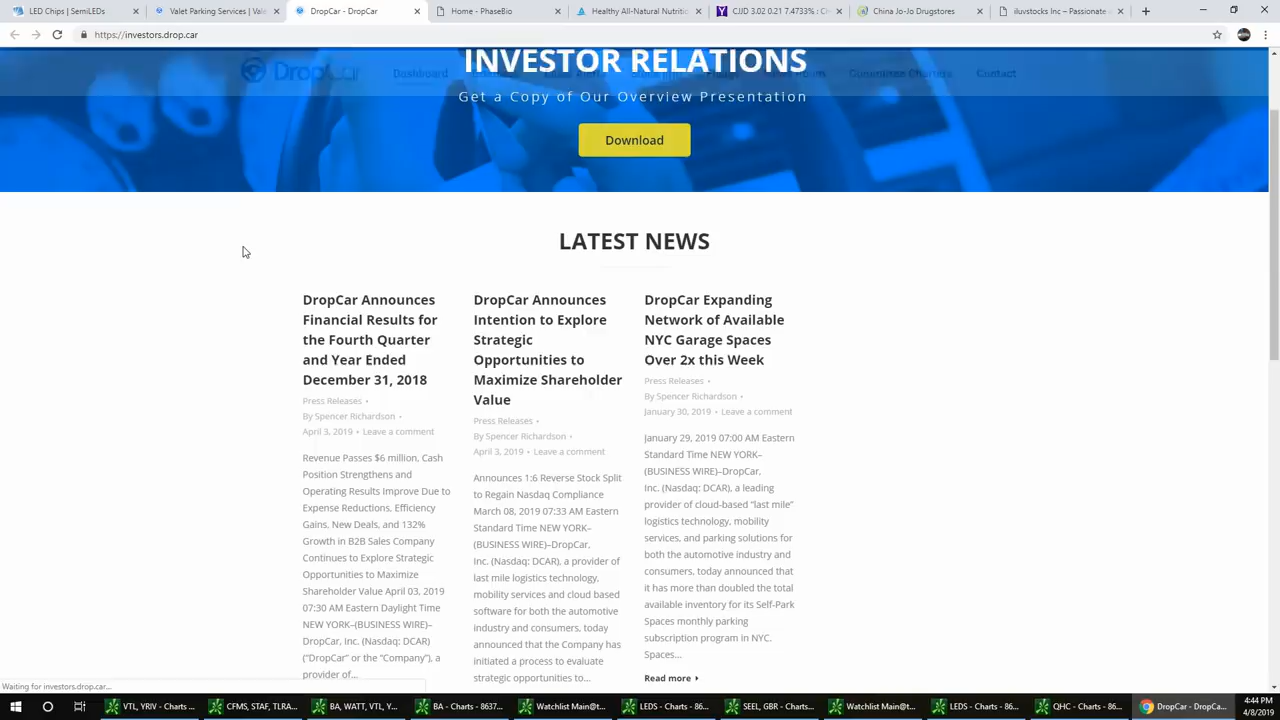 LED Chips | SemiLEDs
Valet Parking Services | Vale
DropCar - DropCar
Home - PhaseBio
Healthy All-Natural Nutritio
CJJD 3.02 0.21 7.4733% : Ch
China Jo-Jo Drugstores
iluvstocks Inc – Passionate
https://investors.drop.car
INVESTOR RELATIONS
DropCar
Dashboard
Committee Charters
Contact
Get a Copy of Our Overview Presentation
Download
LATEST NEWS
DropCar Announces
Financial Results for
the Fourth Quarter
and Year Ended
December 31, 2018
Press Releases •
By Spencer Richardson •
April 3, 2019 • Leave a comment
Revenue Passes $6 million, Cash
Position Strengthens and
Operating Results Improve Due to
Expense Reductions, Efficiency
Gains, New Deals, and 132%
Growth in B2B Sales Company
Continues to Explore Strategic
Opportunities to Maximize
Shareholder Value April 03, 2019
07:30 AM Eastern Daylight Time
NEW YORK–(BUSINESS WIRE)–
DropCar, Inc. (Nasdaq: DCAR)
(“DropCar” or the “Company”), a
provider of...
DropCar Announces
Intention to Explore
Strategic
Opportunities to
Maximize Shareholder
Value
Press Releases •
By Spencer Richardson •
April 3, 2019 • Leave a comment
Announces 1:6 Reverse Stock Split
to Regain Nasdaq Compliance
March 08, 2019 07:33 AM Eastern
Standard Time NEW YORK–
(BUSINESS WIRE)–DropCar,
Inc. (Nasdaq: DCAR), a provider of
last mile logistics technology,
mobility services and cloud based
software for both the automotive
industry and consumers, today
announced that the Company has
initiated a process to evaluate
strategic opportunities to...
DropCar Expanding
Network of Available
NYC Garage Spaces
Over 2x this Week
Press Releases •
By Spencer Richardson •
January 30, 2019 • Leave a comment
January 29, 2019 07:00 AM Eastern
Standard Time NEW YORK–
(BUSINESS WIRE)–DropCar,
Inc. (Nasdaq: DCAR), a leading
provider of cloud-based “last mile”
logistics technology, mobility
services, and parking solutions for
both the automotive industry and
consumers, today announced that
it has more than doubled the total
available inventory for its Self-Park
Spaces monthly parking
subscription program in NYC.
Spaces...
Read more
Waiting for investors.drop.car...
VTL, YRIV - Charts ...
CFMS, STAF, TLRA...
BA, WATT, VTL, Y...
BA - Charts - 8637...
Watchlist Main@t...
LEDS - Charts - 86...
SEEL, GBR - Charts...
Watchlist Main@t...
LEDS - Charts - 86...
QHC - Charts - 86...
DropCar - DropCa...
4:44 PM
4/8/2019